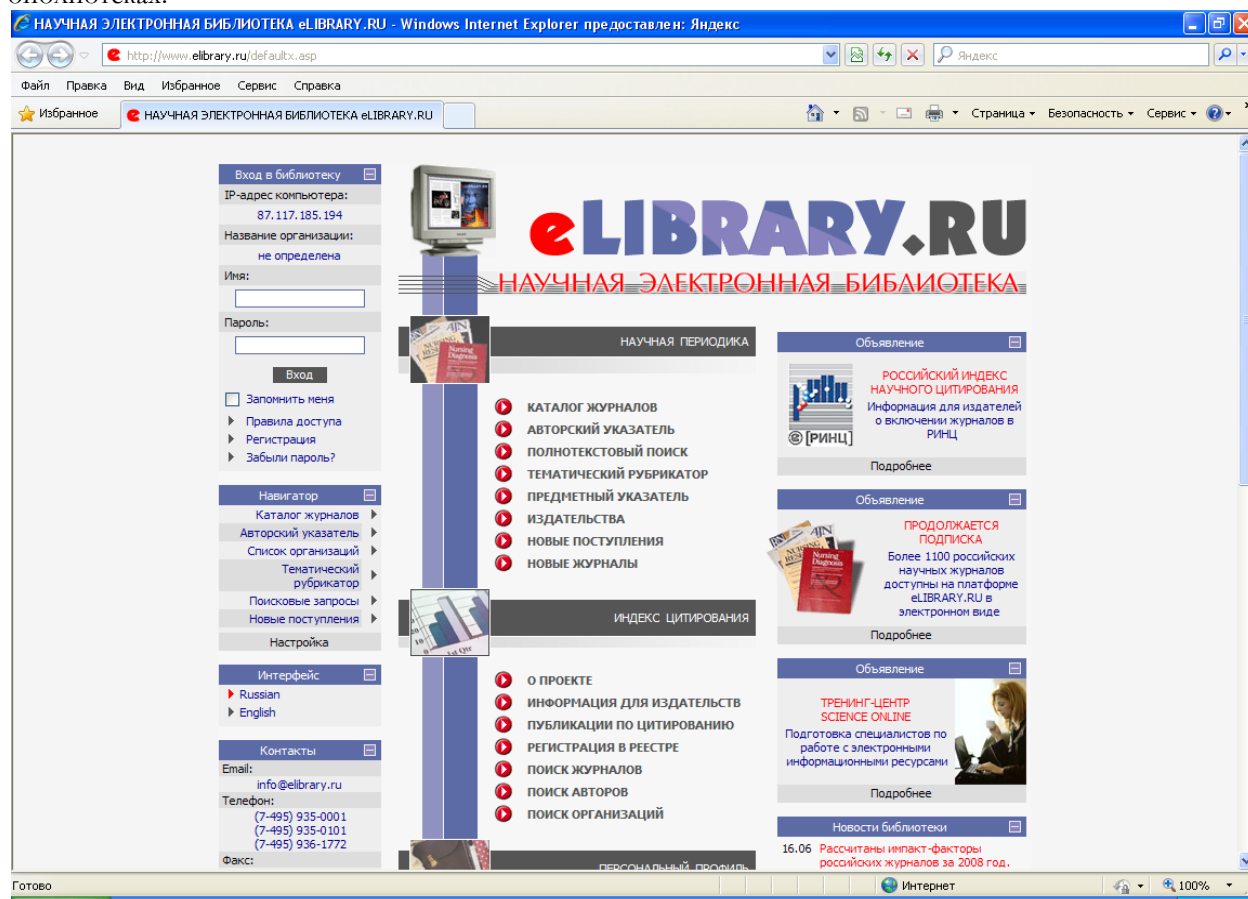 библиотеках.
НАУЧНАЯ ЭЛЕКТРОННАЯ БИБЛИОТЕКА eLIBRARY.RU - Windows Internet Explorer предоставлен: Яндекс
http://www.elibrary.ru/defaultx.asp
Яндекс
Файл Правка Вид Избранное Сервис Справка
Избранное
НАУЧНАЯ ЭЛЕКТРОННАЯ БИБЛИОТЕКА eLIBRARY.RU
Страница Безопасность Сервис
Вход в библиотеку
IP-адрес компьютера:
87.117.185.194
Название организации:
не определена
Имя:
Пароль:
Вход
Запомнить меня
Правила доступа
Регистрация
Забыли пароль?
Навигатор
Каталог журналов
Авторский указатель
Список организаций
Тематический
рубрикатор
Поисковые запросы
Новые поступления
Настройка
Интерфейс
Russian
English
Контакты
Email:
info@elibrary.ru
Телефон:
(7-495) 935-0001
(7-495) 935-0101
(7-495) 936-1772
Факс:
eLIBRARY.RU
НАУЧНАЯ ЭЛЕКТРОННАЯ БИБЛИОТЕКА
НАУЧНАЯ ПЕРИОДИКА
КАТАЛОГ ЖУРНАЛОВ
АВТОРСКИЙ УКАЗАТЕЛЬ
ПОЛНОТЕКСТОВЫЙ ПОИСК
ТЕМАТИЧЕСКИЙ РУБРИКАТОР
ПРЕДМЕТНЫЙ УКАЗАТЕЛЬ
ИЗДАТЕЛЬСТВА
НОВЫЕ ПОСТУПЛЕНИЯ
НОВЫЕ ЖУРНАЛЫ
ИНДЕКС ЦИТИРОВАНИЯ
О ПРОЕКТЕ
ИНФОРМАЦИЯ ДЛЯ ИЗДАТЕЛЬСТВ
ПУБЛИКАЦИИ ПО ЦИТИРОВАНИЮ
РЕГИСТРАЦИЯ В РЕЕСТРЕ
ПОИСК ЖУРНАЛОВ
ПОИСК АВТОРОВ
ПОИСК ОРГАНИЗАЦИЙ
ПЕРСОНАЛЬНЫЙ ПРОФИЛЬ
Объявление
РОССИЙСКИЙ ИНДЕКС
НАУЧНОГО ЦИТИРОВАНИЯ
Информация для издателей
о включении журналов в
РИНЦ
©[РИНЦ]
Подробнее
Объявление
ПРОДОЛЖАЕТСЯ
ПОДПИСКА
Более 1100 российских
научных журналов
доступны на платформе
eLIBRARY.RU в
электронном виде
Подробнее
Объявление
ТРЕНИНГ-ЦЕНТР
SCIENCE ONLINE
Подготовка специалистов по
работе с электронными
информационными ресурсами
Подробнее
Новости библиотеки
16.06 Рассчитаны импакт-факторы
российских журналов за 2008 год.
Готово
Интернет
100%